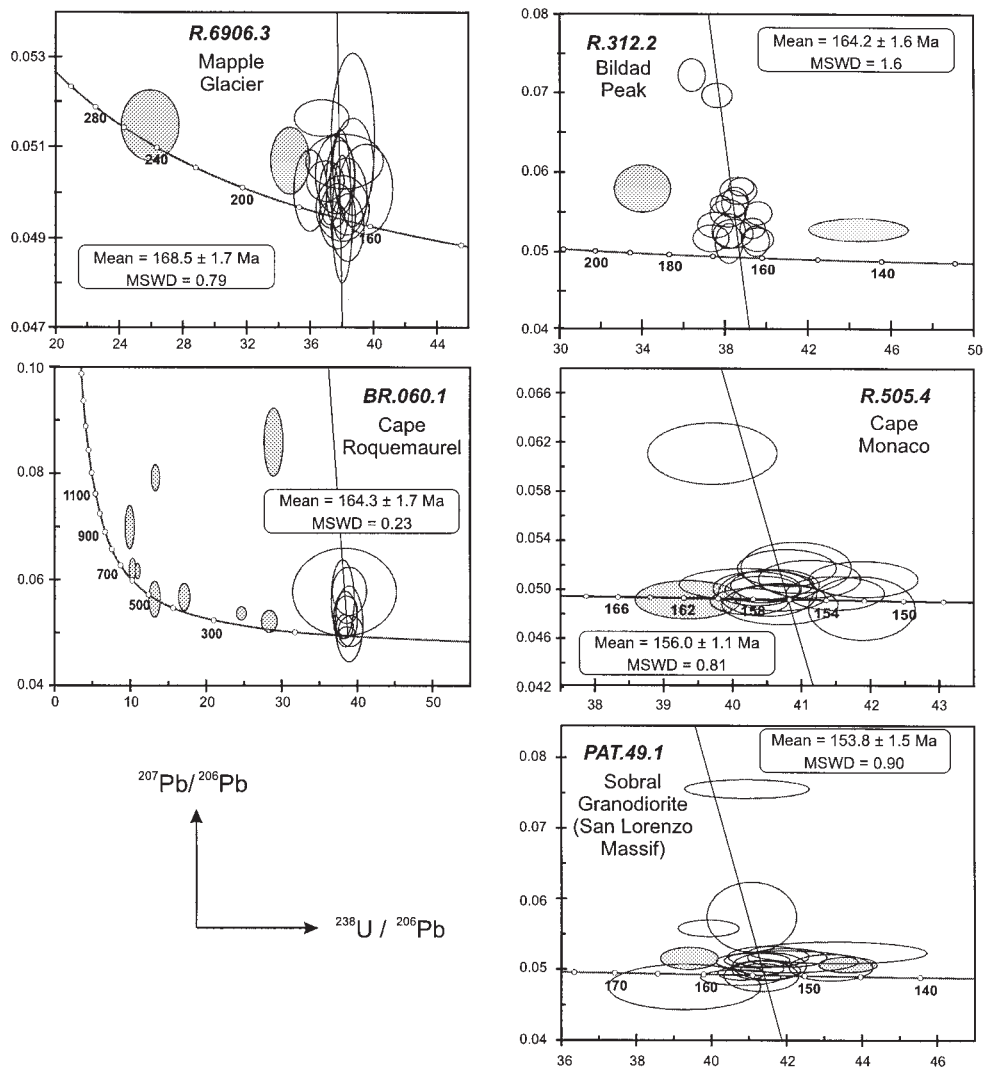 R.6906.3
Mapple
Glacier
0.053
0.051
0.049
0.047
280
240
200
160
Mean = 168.5 ± 1.7 Ma
MSWD = 0.79
20 24 28 32 36 40 44
R.312.2
Bildad
Peak
Mean = 164.2 ± 1.6 Ma
MSWD = 1.6
0.08
0.07
0.06
0.05
0.04
200 180 160 140
30 34 38 42 46 50
BR.060.1
Cape
Roquemaurel
Mean = 164.3 ± 1.7 Ma
MSWD = 0.23
0.10
0.08
0.06
0.04
1100
900
700
500
300
0 10 20 30 40 50
R.505.4
Cape
Monaco
0.066
0.062
0.058
0.054
0.050
0.046
0.042
166 162 158 154 150
Mean = 156.0 ± 1.1 Ma
MSWD = 0.81
38 39 40 41 42 43
207Pb/206Pb
238U / 206Pb
PAT.49.1
Sobral
Granodiorite
(San Lorenzo
Massif)
Mean = 153.8 ± 1.5 Ma
MSWD = 0.90
0.08
0.07
0.06
0.05
0.04
170 160 150 140
36 38 40 42 44 46